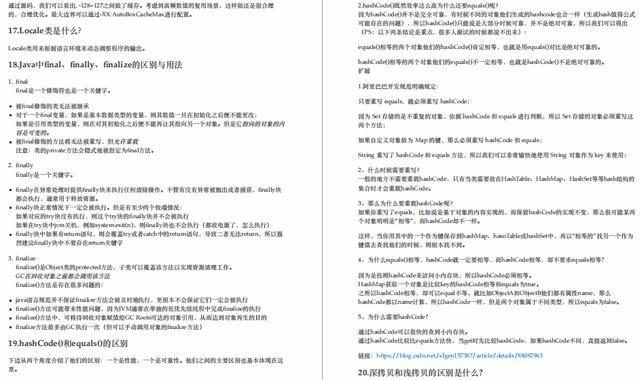 通过源码，我们可以看出，-128~127之间做了缓存。考虑到高频数值的复用场景，这样做还是很合理
的，合理优化。最大边界可以通过-XX: AutoBoxCacheMax进行配置。
17.Locale类是什么?
Locale类用来根据语言环境来动态调整程序的输出。
18.Java中final、finally、finalize的区别与用法
1. final
final是一个修饰符也是一个关键字。
被final修饰的类无法被继承
对于一个final变量，如果是基本数据类型的变量，则其数值一旦在初始化之后便不能更改；
如果是引用类型的变量，则在对其初始化之后便不能再让其指向另一个对象。但是它指向的对象的内
容是可变的。
被final修饰的方法将无法被重写，但允许重载
注意：类的private方法会隐式地被指定为final方法。
2. finally
finally是一个关键字。
finally在异常处理时提供finally块来执行任何清除操作。不管有没有异常被抛出或者捕获，finally块
都会执行，通常用于释放资源。
finally块正常情况下一定会被执行。但是有至少两个极端情况：
如果对应的try块没有执行，则这个try块的finally块并不会被执行
如果在try块中jvm关机，例如system.exit(n)，则finally块也不会执行（都拔电源了，怎么执行）
finally块中如果有return语句，则会覆盖try或者catch中的return语句，导致二者无法return，所以强
烈建议finally块中不要存在return关键字
3. finalize
finalize()是Object类的protected方法，子类可以覆盖该方法以实现资源清理工作。
GC在回收对象之前都会调用该方法
finalize()方法是存在很多问题的：
java语言规范并不保证finalize方法会被及时地执行，更根本不会保证它们一定会被执行
finalize()方法可能带来性能问题，因为JVM通常在单独的低优先级线程中完成finalize的执行
finalize()方法中，可将待回收对象赋值给GC Roots可达的对象引用，从而达到对象再生的目的
finalize方法最多由GC执行一次（但可以手动调用对象的finalize方法）
19.hashCode()和equals()的区别
下边从两个角度介绍了他们的区别：一个是性能，一个是可靠性。他们之间的主要区别也基本体现在这
里。
2.hashCode()既然效率这么高为什么还要equals()呢?
因为hashCode()并不是完全可靠，有时候不同的对象他们生成的hashcode也会一样（生成hash值得公式可
能存在的问题），所以hashCode()只能说是大部分时候可靠，并不是绝对可靠，所以我们可以得出
（PS：以下两条结论是重点，很多人面试的时候都说不出来）：
equals()相等的两个对象他们的hashCode()肯定相等，也就是用equals()对比是绝对可靠的。
hashCode()相等的两个对象他们的equals()不一定相等，也就是hashCode()不是绝对可靠的。
扩展
1.阿里巴巴开发规范明确规定：
只要重写 equals，就必须重写 hashCode；
因为 Set 存储的是不重复的对象，依据 hashCode 和 equals 进行判断，所以 Set 存储的对象必须重写这
两个方法；
如果自定义对象做为 Map 的键，那么必须重写 hashCode 和 equals；
String 重写了 hashCode 和 equals 方法，所以我们可以非常愉快地使用 String 对象作为 key 来使用；
2、什么时候需要重写?
一般的地方不需要重载hashCode，只有当类需要放在HashTable、HashMap、HashSet等等hash结构的
集合时才会重载hashCode。
3、那么为什么要重载hashCode呢?
如果你重写了equals，比如说是基于对象的内容实现的，而保留hashCode的实现不变，那么很可能某两
个对象明明是“相等”，而hashCode却不一样。
这样，当你用其中的一个作为键保存到hashMap、hasoTable或hashSet中，再以“相等的”找另一个作为
键值去查找他们的时候，则根本找不到。
4、为什么equals()相等，hashCode就一定要相等，而hashCode相等，却不要求equals相等?
因为是按照hashCode来访问小内存块，所以hashCode必须相等。
HashMap获取一个对象是比较key的hashCode相等和equals为true。
之所以hashCode相等，却可以equal不等，就比如ObjectA和ObjectB他们都有属性name，那么
hashCode都以name计算，所以hashCode一样，但是两个对象属于不同类型，所以equals为false。
5、为什么需要hashCode?
通过hashCode可以很快的查到小内存块。
通过hashCode比较比equals方法快，当get时先比较hashCode，如果hashCode不同，直接返回false。
链接：https://blog.csdn.net/xlgen157387/article/details/88087963
20.深拷贝和浅拷贝的区别是什么?